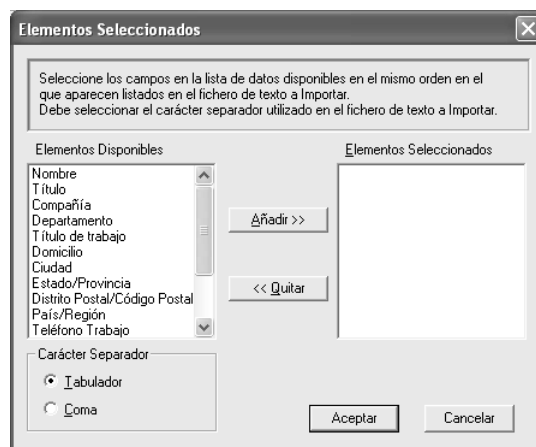 Elementos Seleccionados
Seleccione los campos en la lista de datos disponibles en el mismo orden en el
que aparecen listados en el fichero de texto a Importar.
Debe seleccionar el carácter separador utilizado en el fichero de texto a Importar.
Elementos Disponibles
Elementos Seleccionados
Nombre
Título
Compañía
Departamento
Título de trabajo
Domicilio
Ciudad
Estado/Provincia
Distrito Postal/Código Postal
País/Región
Teléfono Trabajo
Añadir >>
<< Quitar
Carácter Separador
Tabulador
Coma
Aceptar
Cancelar